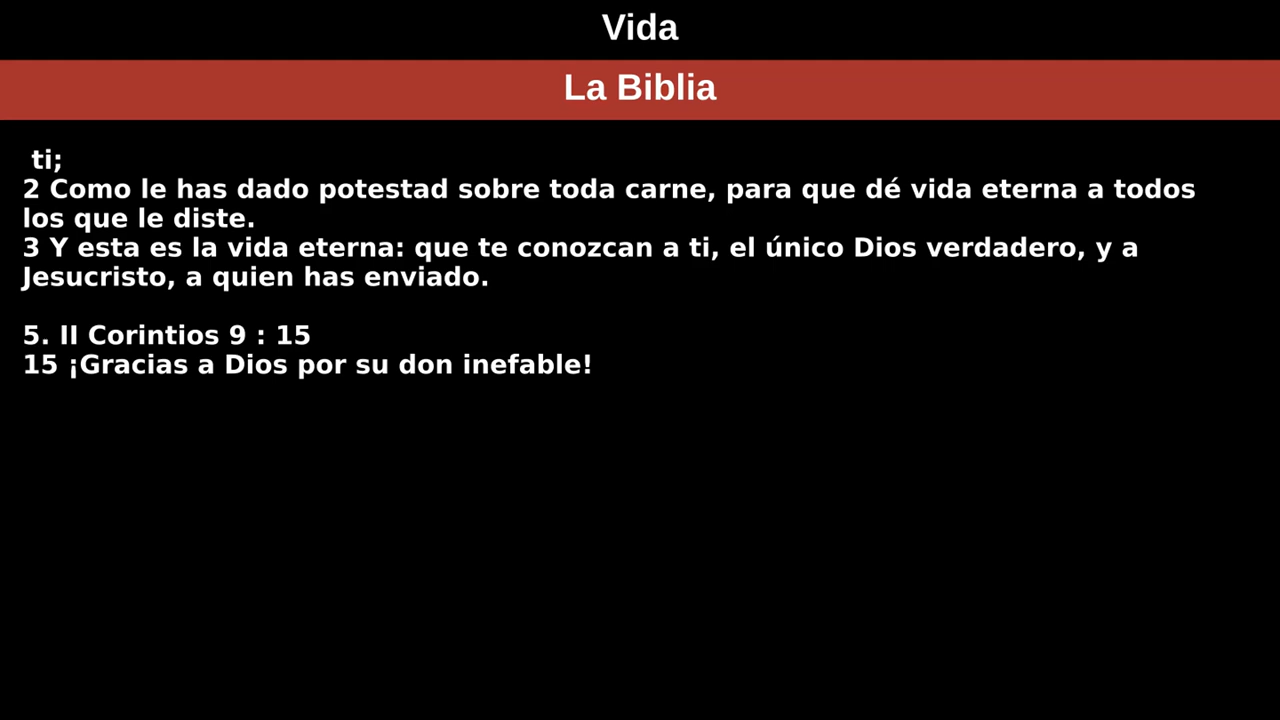 Vida
La Biblia
ti;
2 Como le has dado potestad sobre toda carne, para que dé vida eterna a todos
los que le diste.
3 Y esta es la vida eterna: que te conozcan a ti, el único Dios verdadero, y a
Jesucristo, a quien has enviado.
5. II Corintios 9 : 15
15 ¡Gracias a Dios por su don inefable!